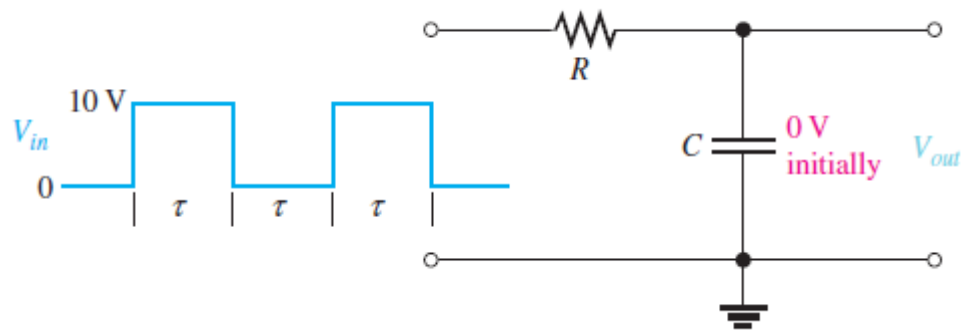 R
10 V
V_in
0
τ τ τ
C
0 V
initially
V_out